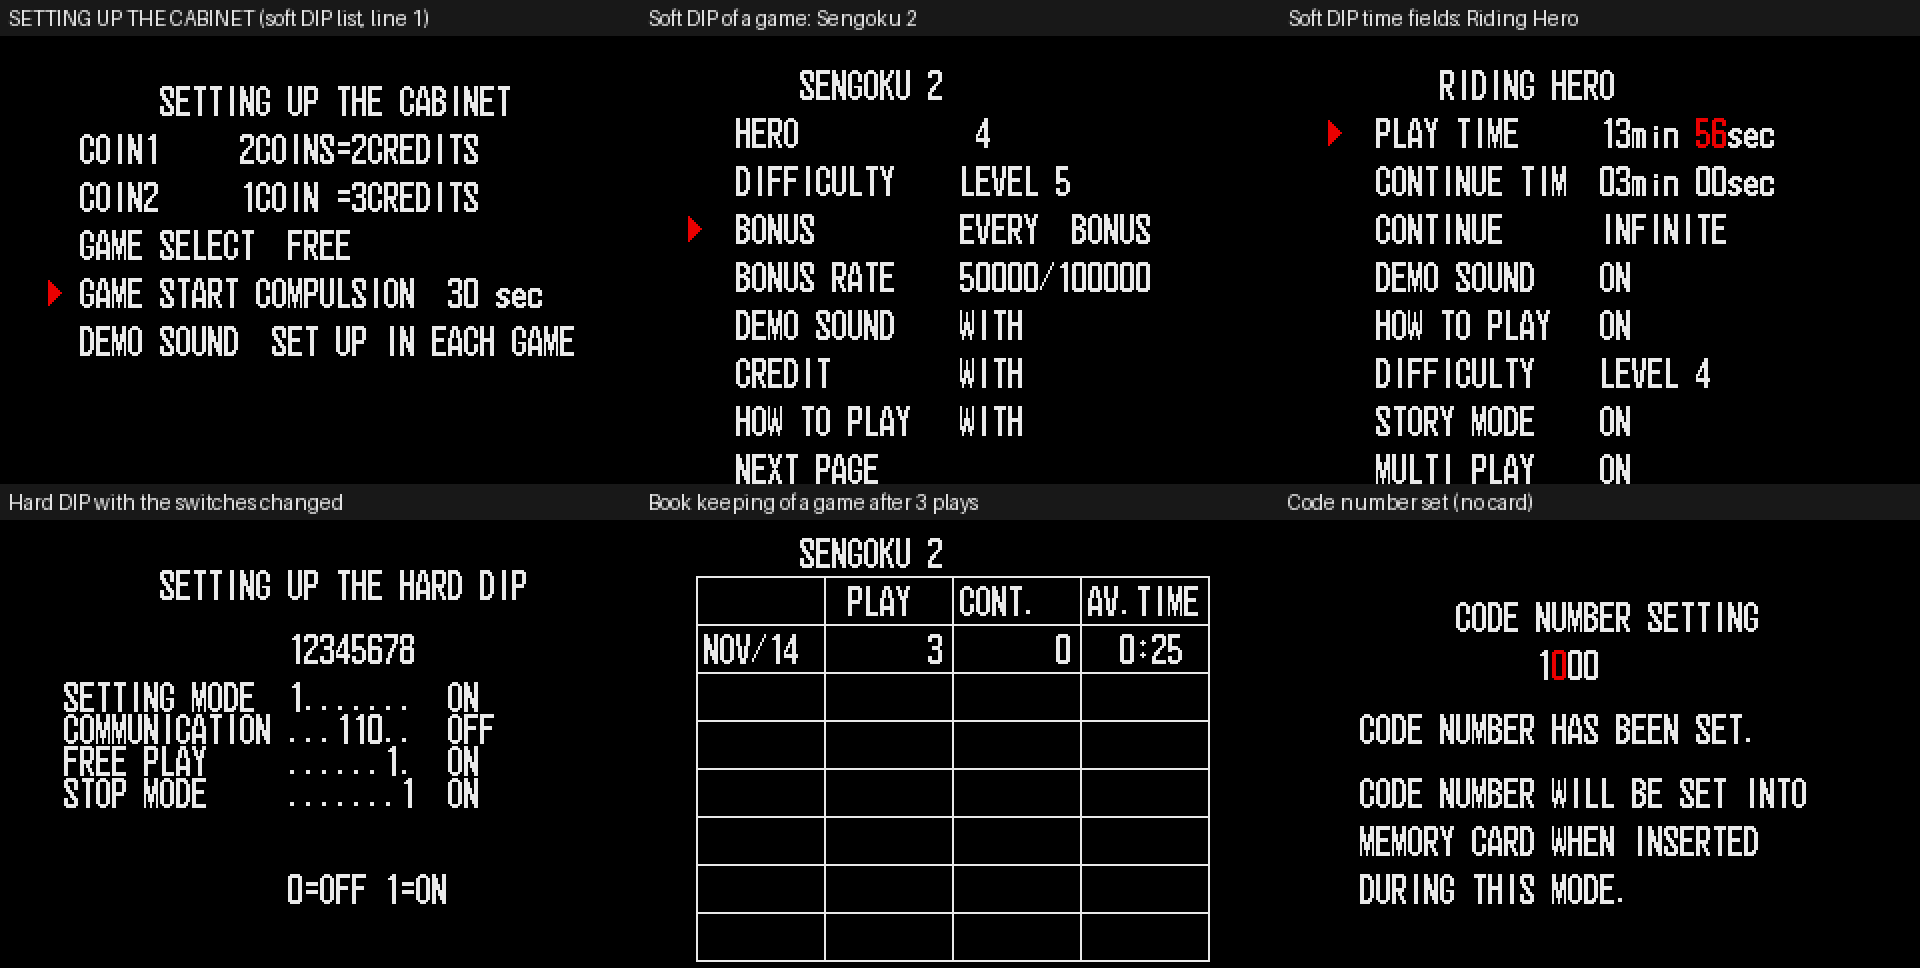 SETTING UP THE CABINET (soft DIP list, line 1)
SETTING UP THE CABINET
COIN1 2COINS=2CREDITS
COIN2 1COIN =3CREDITS
GAME SELECT FREE
GAME START COMPULSION 30 sec
DEMO SOUND SET UP IN EACH GAME
Soft DIP of a game: Sengoku 2
SENGOKU 2
HERO 4
DIFFICULTY LEVEL 5
BONUS EVERY BONUS
BONUS RATE 50000/100000
DEMO SOUND WITH
CREDIT WITH
HOW TO PLAY WITH
NEXT PAGE
Soft DIP time fields: Riding Hero
RIDING HERO
PLAY TIME 13min 56sec
CONTINUE TIM 03min 00sec
CONTINUE INFINITE
DEMO SOUND ON
HOW TO PLAY ON
DIFFICULTY LEVEL 4
STORY MODE ON
MULTI PLAY ON
Hard DIP with the switches changed
SETTING UP THE HARD DIP
12345678
SETTING MODE 1....... ON
COMMUNICATION ...110.. OFF
FREE PLAY ......1. ON
STOP MODE .......1 ON
0=OFF 1=ON
Book keeping of a game after 3 plays
SENGOKU 2
PLAY CONT. AV.TIME
NOV/14 3 0 0:25
Code number set (no card)
CODE NUMBER SETTING
1000
CODE NUMBER HAS BEEN SET.
CODE NUMBER WILL BE SET INTO
MEMORY CARD WHEN INSERTED
DURING THIS MODE.